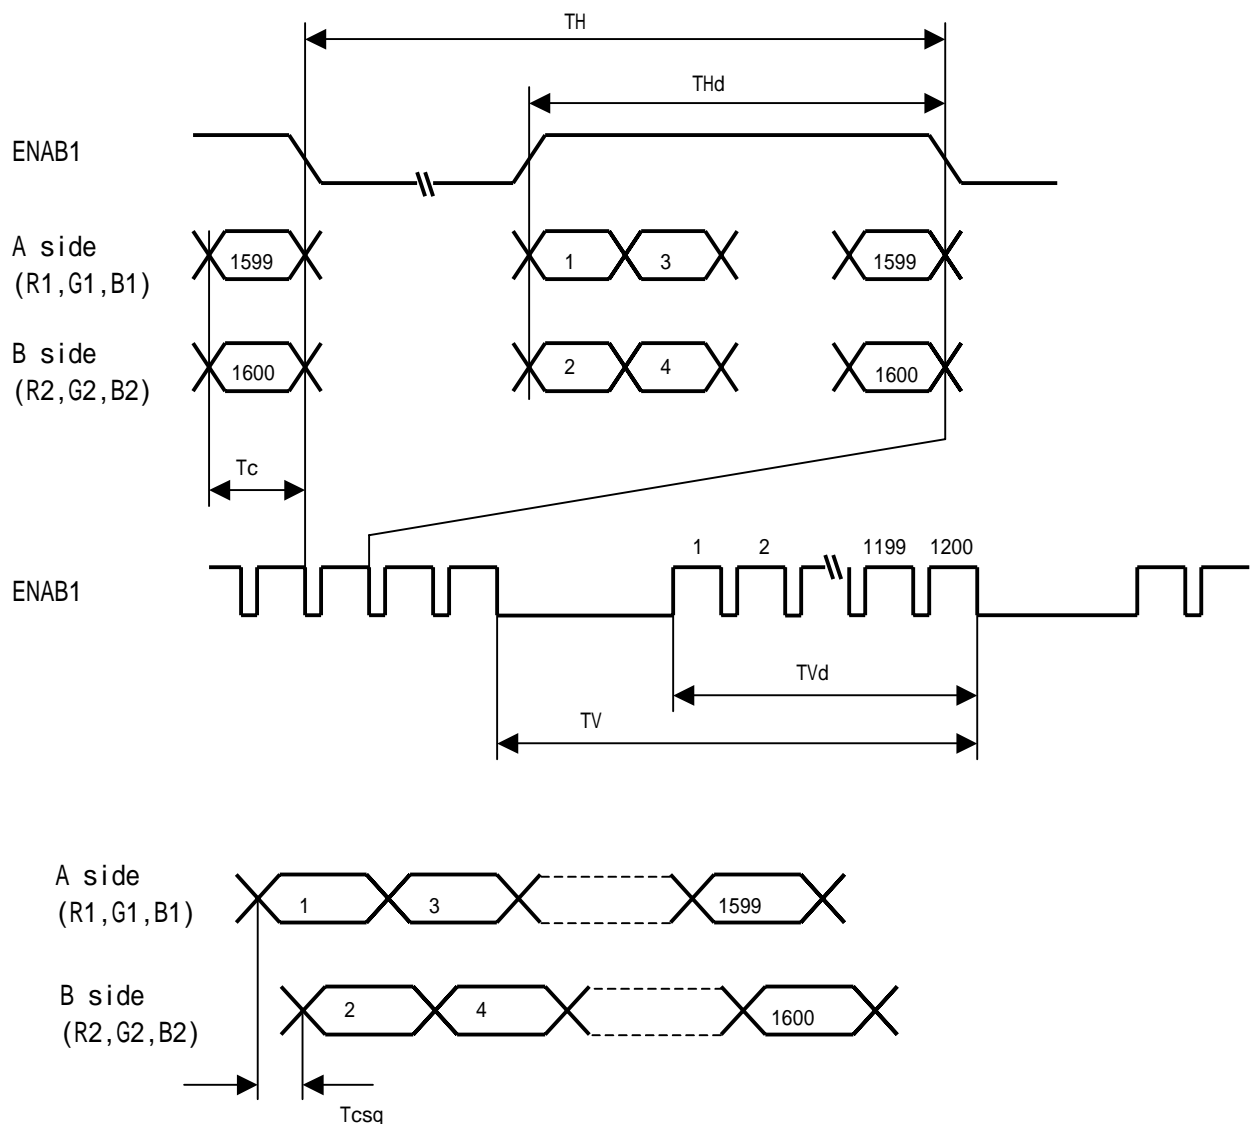 TH
THd
ENAB1
A side
(R1,G1,B1)
1599
1
3
1599
B side
(R2,G2,B2)
1600
2
4
1600
Tc
1
2
1199
1200
ENAB1
TVd
TV
A side
(R1,G1,B1)
1
3
1599
B side
(R2,G2,B2)
2
4
1600
Tcsq